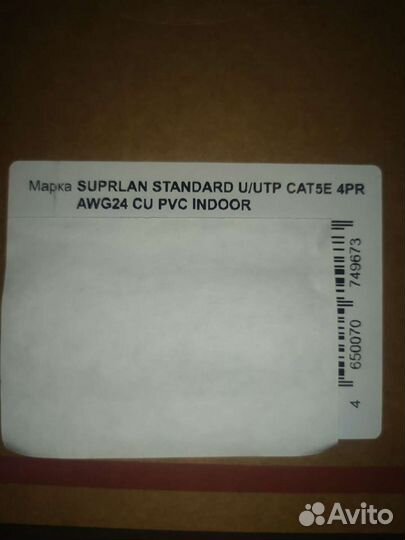 Марка SUPRLAN STANDARD U/UTP CAT5E 4PR
AWG24 CU PVC INDOOR
4 650070 749673
Avito